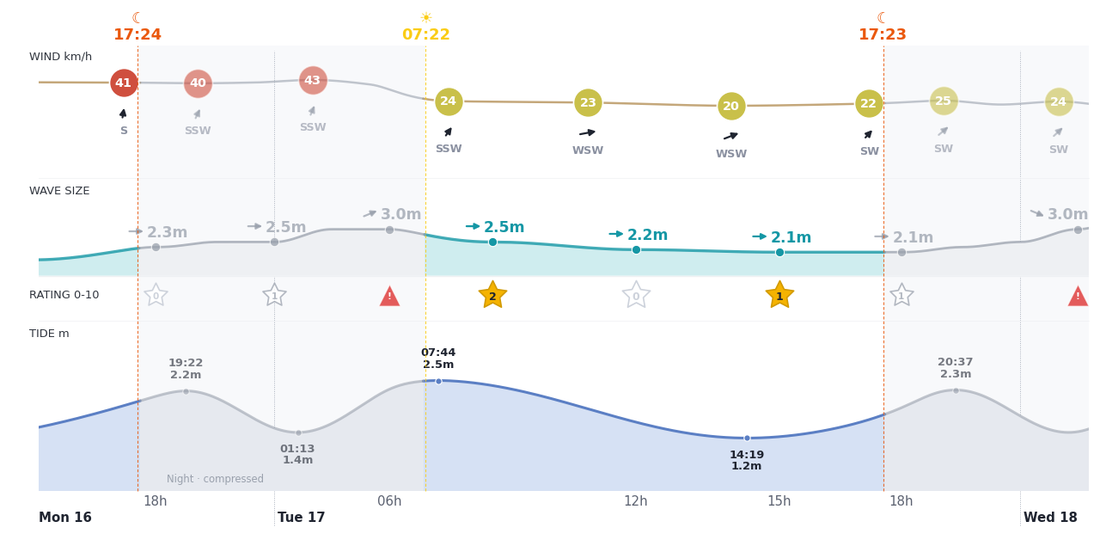 17:24 07:22 17:23
WIND km/h
41 40 43 24 23 20 22 25 24
S SSW SSW SSW WSW WSW SW SW SW
WAVE SIZE
2.3m 2.5m 3.0m 2.5m 2.2m 2.1m 2.1m 3.0m
RATING 0-10
0 1 ! 2 0 1 1 !
TIDE m
19:22
2.2m
01:13
1.4m
07:44
2.5m
14:19
1.2m
20:37
2.3m
Night · compressed
18h 06h 12h 15h 18h
Mon 16 Tue 17 Wed 18